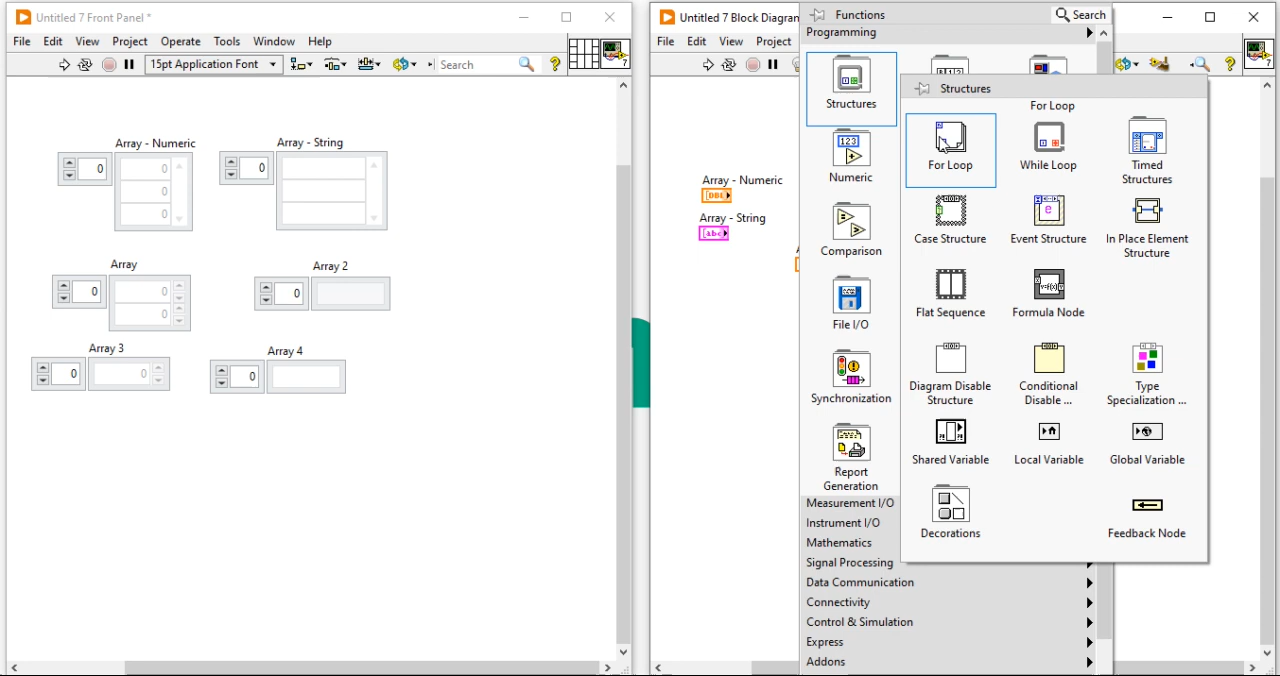 Untitled 7 Front Panel *
File Edit View Project Operate Tools Window Help
15pt Application Font
Search
?
7
Array - Numeric
0
0
0
0
Array - String
0
Array
0
0
0
Array 2
0
Array 3
0
0
Array 4
0
Untitled 7 Block Diagram
File Edit View Project
?
7
Array - Numeric
[DBL]
Array - String
[abc]
Functions
Search
Programming
Structures
Numeric
Comparison
File I/O
Synchronization
Report
Generation
Measurement I/O
Instrument I/O
Mathematics
Signal Processing
Data Communication
Connectivity
Control & Simulation
Express
Addons
Structures
For Loop
For Loop
While Loop
Timed
Structures
Case Structure
Event Structure
In Place Element
Structure
Flat Sequence
Formula Node
Diagram Disable
Structure
Conditional
Disable ...
Type
Specialization ...
Shared Variable
Local Variable
Global Variable
Decorations
Feedback Node